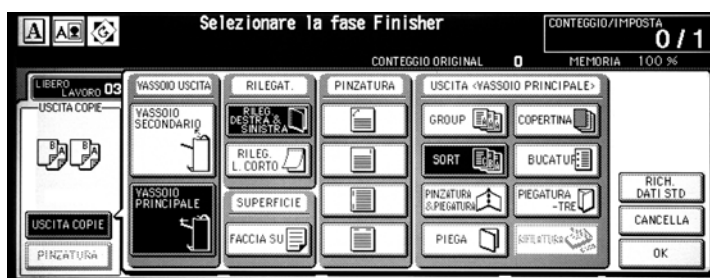 Selezionare la fase Finisher
CONTEGGIO/IMPOSTA
0 / 1
CONTEGGIO ORIGINAL 0 MEMORIA 100 %
LIBERO
LAVORO 03
USCITA COPIE
USCITA COPIE
PINZATURA
VASSOIO USCITA
VASSOIO
SECONDARIO
VASSOIO
PRINCIPALE
RILEGAT.
RILEG
DESTRA &
SINISTRA
RILEG.
L. CORTO
SUPERFICIE
FACCIA SU
PINZATURA
USCITA <VASSOIO PRINCIPALE>
GROUP
COPERTINA
SORT
BUCATUR
PINZATURA
&PIEGATURA
PIEGATURA
-TRE
PIEGA
RIFILATURA
RICH.
DATI STD
CANCELLA
OK